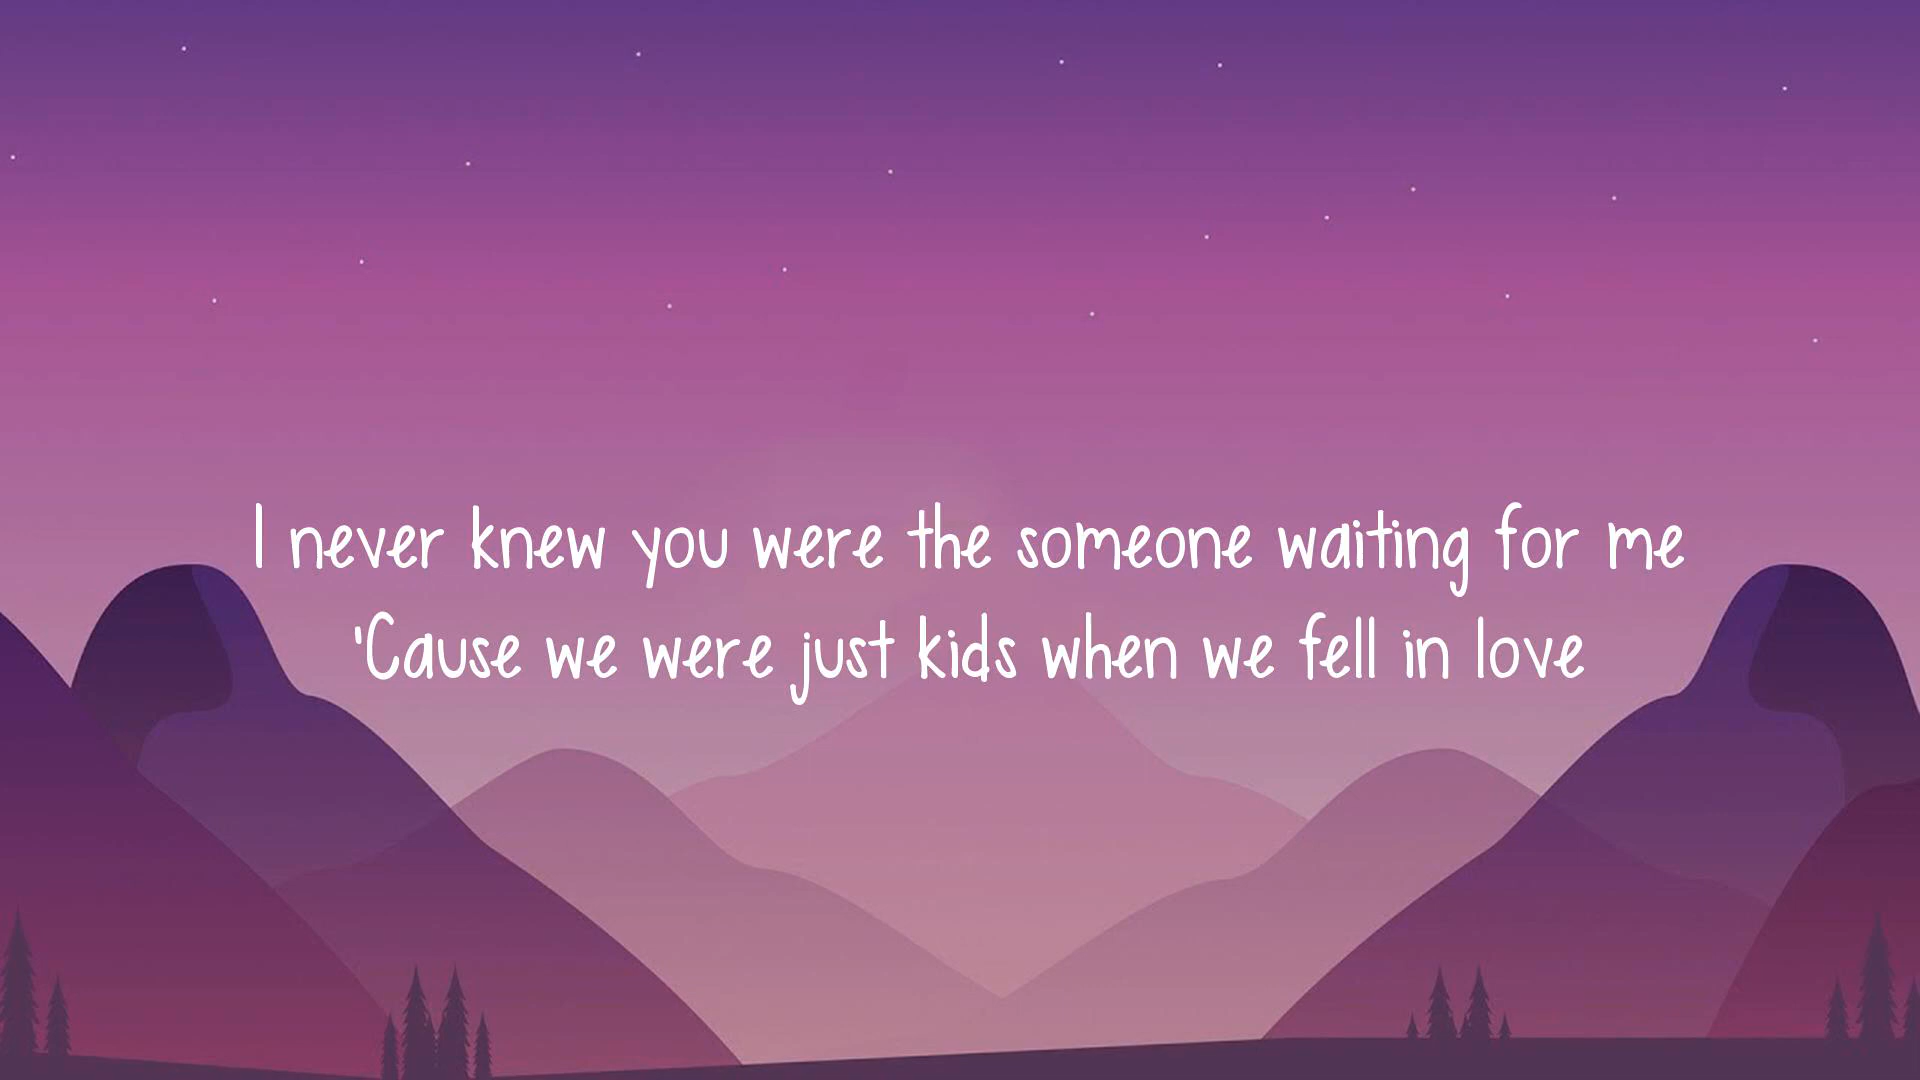 I never knew you were the someone waiting for me
'Cause we were just kids when we fell in love